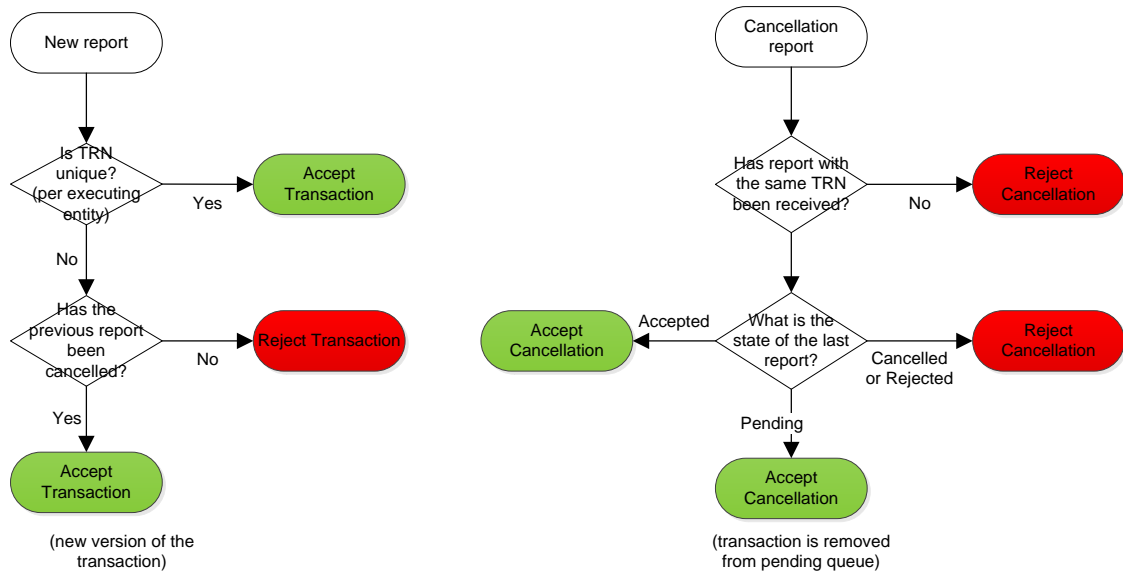 New report
Is TRN
unique?
(per executing
entity)
Yes
Accept
Transaction
No
Has the
previous report
been
cancelled?
No
Reject Transaction
Yes
Accept
Transaction
(new version of the
transaction)
Cancellation
report
Has report with
the same TRN
been received?
No
Reject
Cancellation
What is the
state of the last
report?
Accepted
Accept
Cancellation
Cancelled
or Rejected
Reject
Cancellation
Pending
Accept
Cancellation
(transaction is removed
from pending queue)